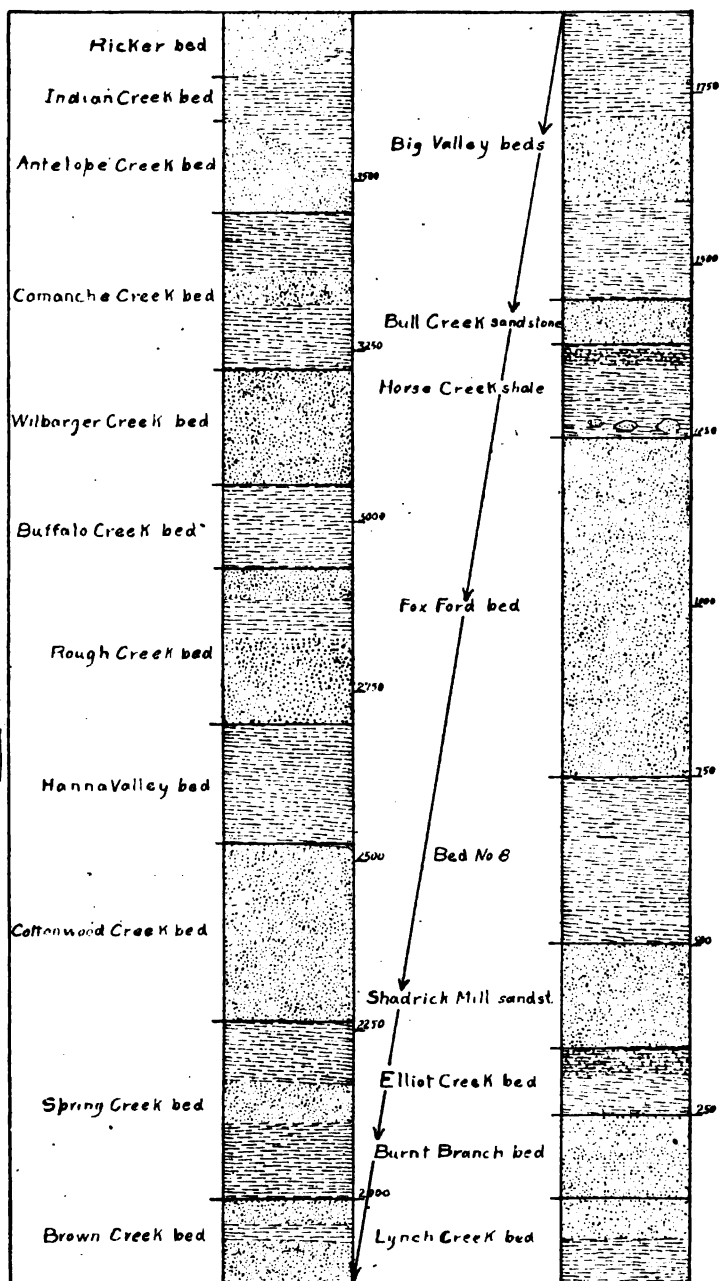 Ricker bed
Indian Creek bed
Antelope Creek bed
3500
Comanche Creek bed
3250
Wilbarger Creek bed
3000
Buffalo Creek bed
Rough Creek bed
2750
Hanna Valley bed
2500
Cottonwood Creek bed
2250
Spring Creek bed
2000
Brown Creek bed
1750
Big Valley beds
1500
Bull Creek sandstone
Horse Creek shale
1250
Fox Ford bed
1000
750
Bed No 8
500
Shadrick Mill sandst.
Elliot Creek bed
250
Burnt Branch bed
Lynch Creek bed